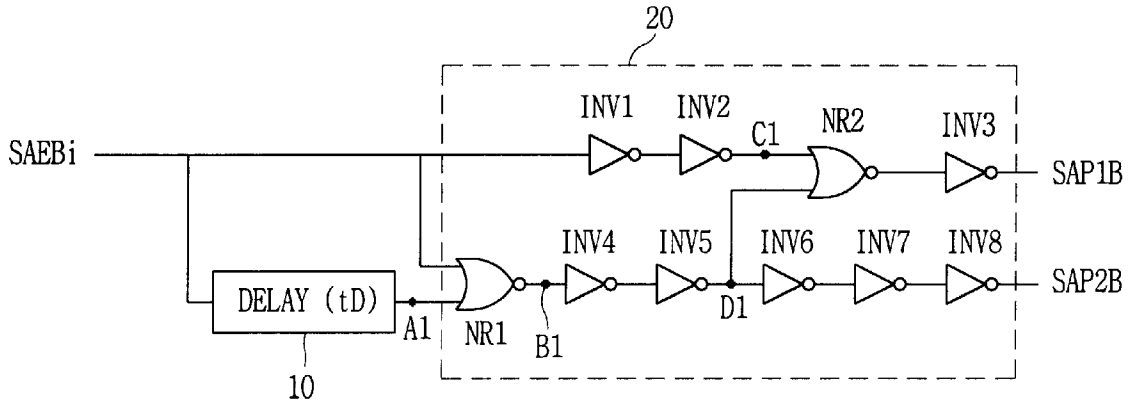 20
INV1
INV2
C1
NR2
INV3
SAEBi
SAP1B
INV4
INV5
INV6
INV7
INV8
DELAY (tD)
A1
NR1
B1
D1
SAP2B
10